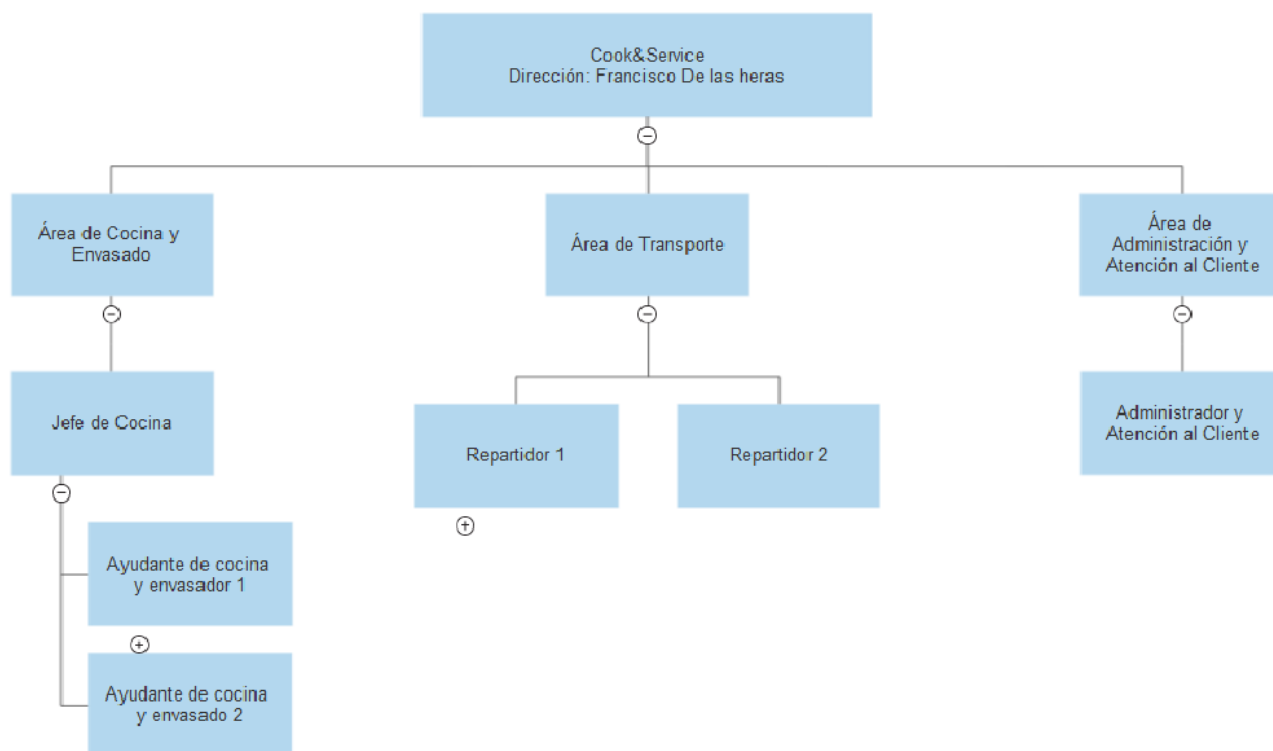 Cook&Service
Dirección: Francisco De las heras
Área de Cocina y
Envasado
Área de Transporte
Área de
Administración y
Atención al Cliente
Jefe de Cocina
Repartidor 1
Repartidor 2
Administrador y
Atención al Cliente
Ayudante de cocina
y envasador 1
Ayudante de cocina
y envasado 2